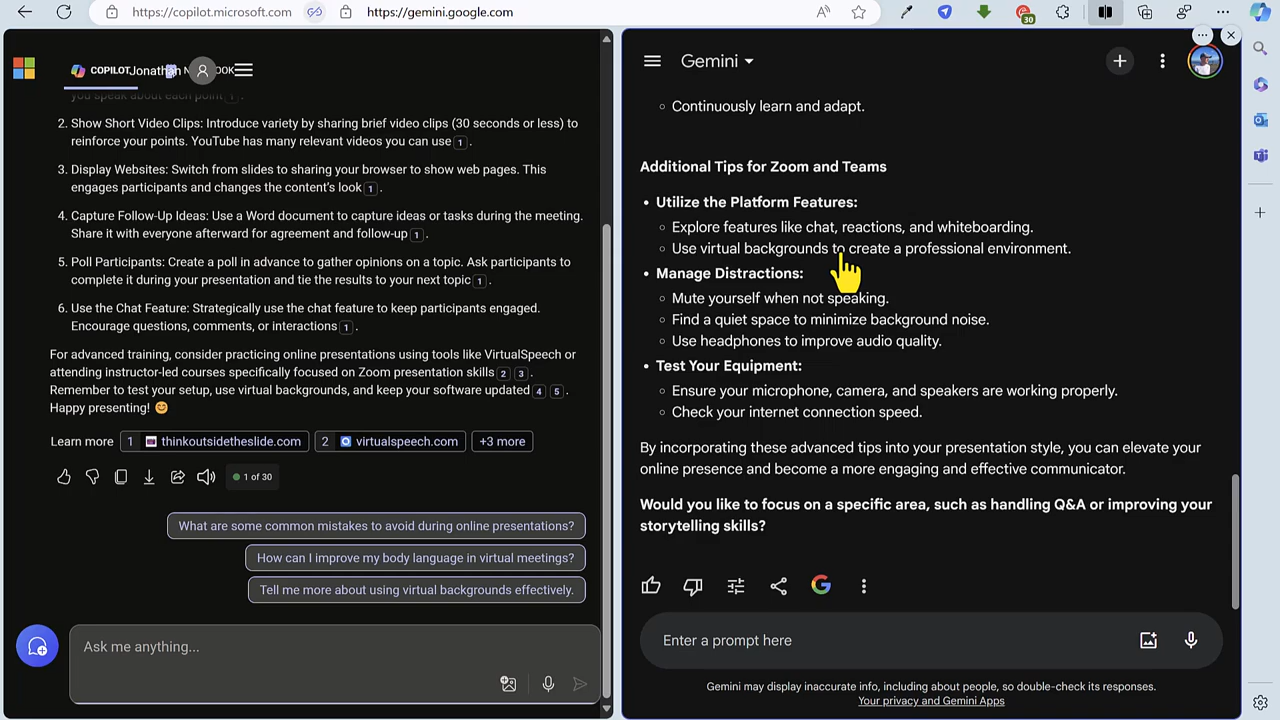 https://copilot.microsoft.com
https://gemini.google.com
30
COPILOT
Jonathan
you speak about each point 1 .
2. Show Short Video Clips: Introduce variety by sharing brief video clips (30 seconds or less) to
reinforce your points. YouTube has many relevant videos you can use 1 .
3. Display Websites: Switch from slides to sharing your browser to show web pages. This
engages participants and changes the content's look 1 .
4. Capture Follow-Up Ideas: Use a Word document to capture ideas or tasks during the meeting.
Share it with everyone afterward for agreement and follow-up 1 .
5. Poll Participants: Create a poll in advance to gather opinions on a topic. Ask participants to
complete it during your presentation and tie the results to your next topic 1 .
6. Use the Chat Feature: Strategically use the chat feature to keep participants engaged.
Encourage questions, comments, or interactions 1 .
For advanced training, consider practicing online presentations using tools like VirtualSpeech or
attending instructor-led courses specifically focused on Zoom presentation skills 2 3 .
Remember to test your setup, use virtual backgrounds, and keep your software updated 4 5 .
Happy presenting! 😊
Learn more 1 thinkoutsidetheslide.com 2 virtualspeech.com +3 more
1 of 30
What are some common mistakes to avoid during online presentations?
How can I improve my body language in virtual meetings?
Tell me more about using virtual backgrounds effectively.
Ask me anything...
Gemini
Continuously learn and adapt.
Additional Tips for Zoom and Teams
• Utilize the Platform Features:
Explore features like chat, reactions, and whiteboarding.
Use virtual backgrounds to create a professional environment.
• Manage Distractions:
Mute yourself when not speaking.
Find a quiet space to minimize background noise.
Use headphones to improve audio quality.
• Test Your Equipment:
Ensure your microphone, camera, and speakers are working properly.
Check your internet connection speed.
By incorporating these advanced tips into your presentation style, you can elevate your
online presence and become a more engaging and effective communicator.
Would you like to focus on a specific area, such as handling Q&A or improving your
storytelling skills?
Enter a prompt here
Gemini may display inaccurate info, including about people, so double-check its responses.
Your privacy and Gemini Apps